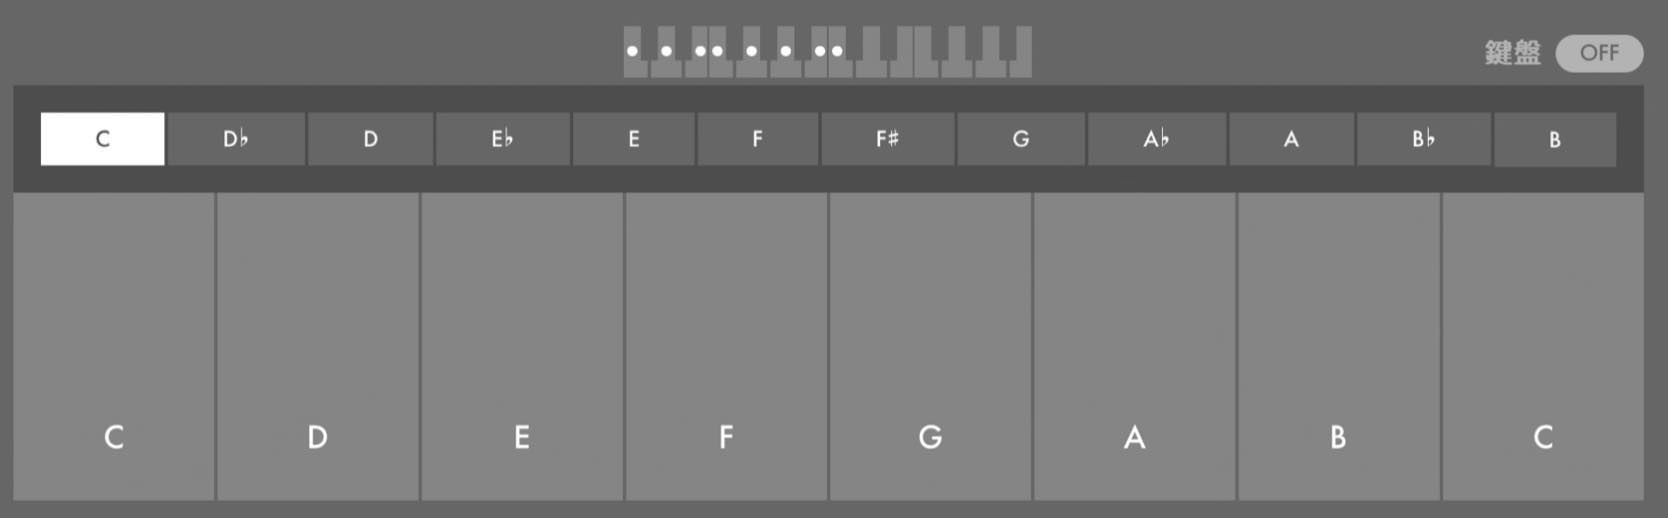 鍵盤 OFF
C D♭ D E♭ E F F♯ G A♭ A B♭ B
C D E F G A B C